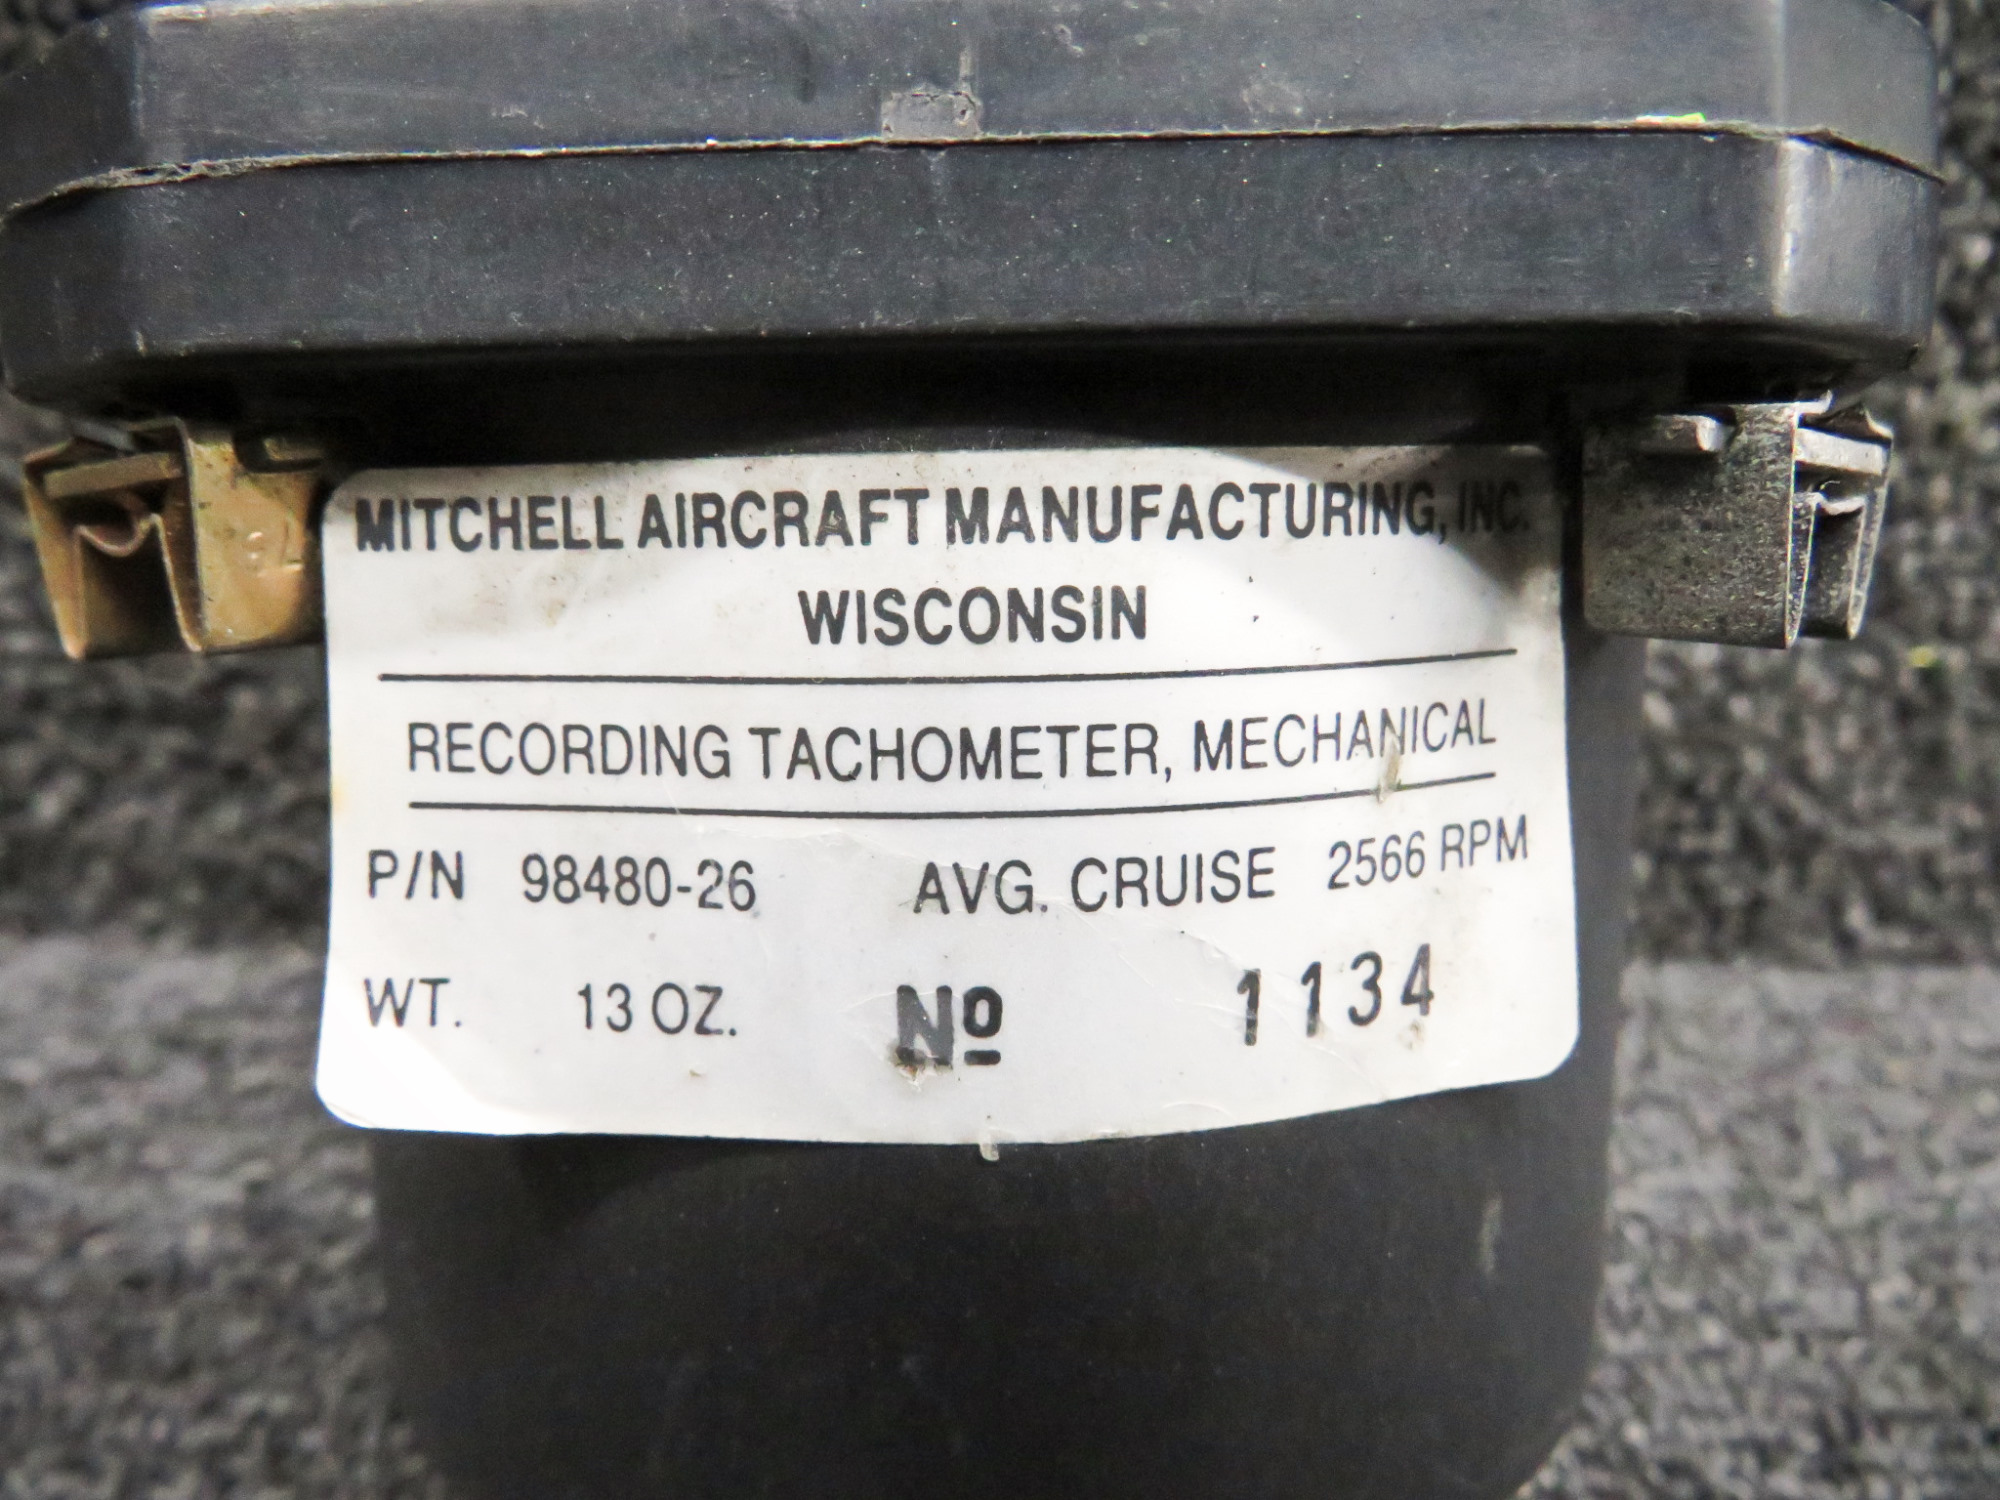 MITCHELL AIRCRAFT MANUFACTURING, INC.
WISCONSIN
RECORDING TACHOMETER, MECHANICAL
P/N 98480-26 AVG. CRUISE 2566 RPM
WT. 13 OZ. Nº 1134